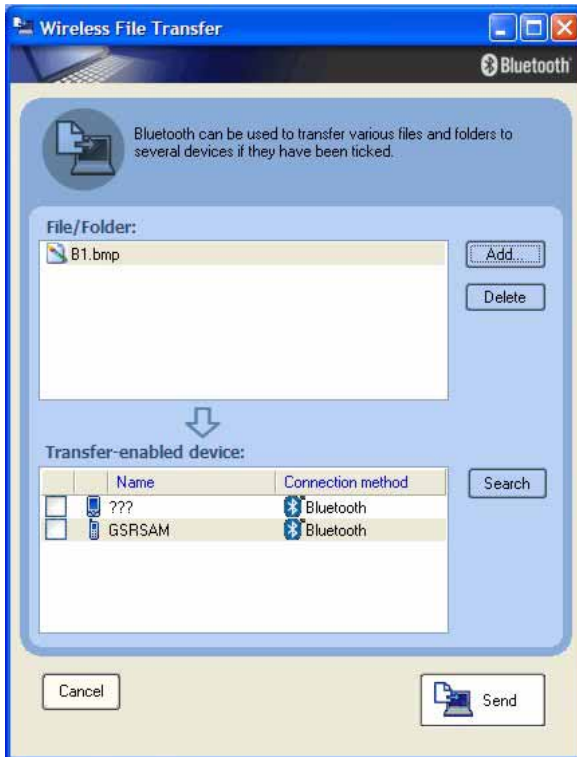 Wireless File Transfer
Bluetooth
Bluetooth can be used to transfer various files and folders to
several devices if they have been ticked.
File/Folder:
B1.bmp
Add...
Delete
Transfer-enabled device:
Name Connection method
Search
??? Bluetooth
GSRSAM Bluetooth
Cancel
Send